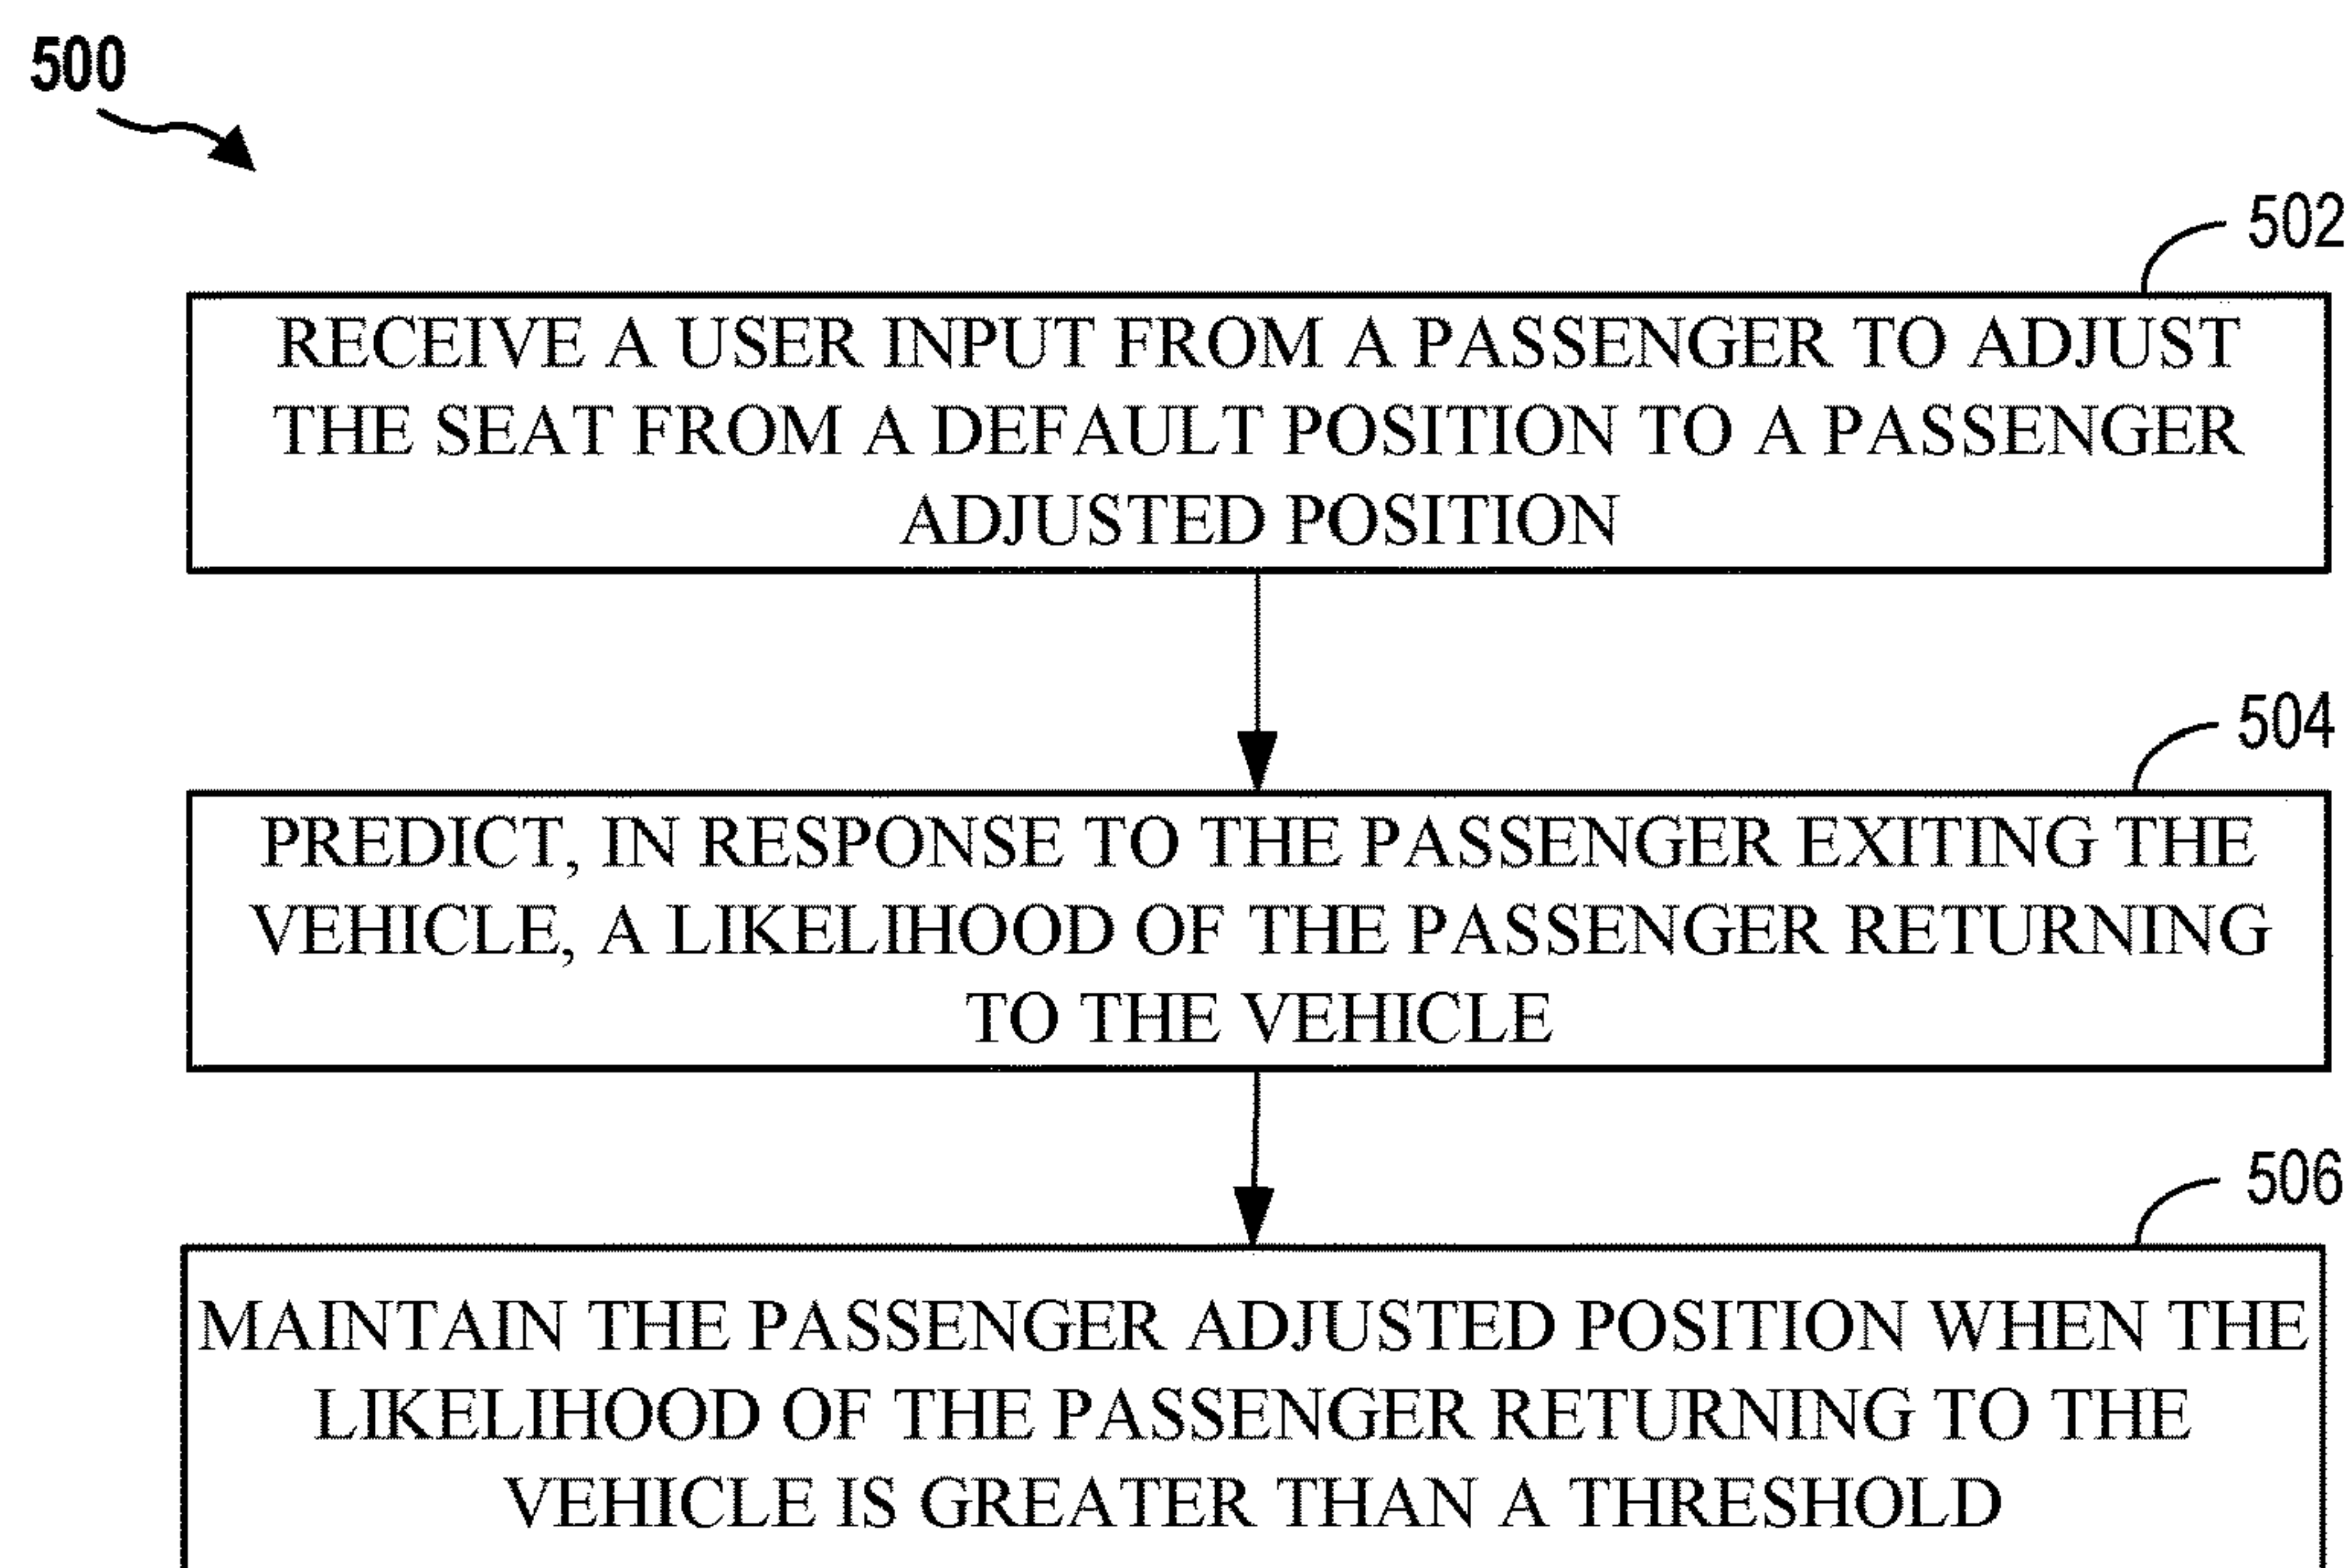 500
502
RECEIVE A USER INPUT FROM A PASSENGER TO ADJUST
THE SEAT FROM A DEFAULT POSITION TO A PASSENGER
ADJUSTED POSITION
504
PREDICT, IN RESPONSE TO THE PASSENGER EXITING THE
VEHICLE, A LIKELIHOOD OF THE PASSENGER RETURNING
TO THE VEHICLE
506
MAINTAIN THE PASSENGER ADJUSTED POSITION WHEN THE
LIKELIHOOD OF THE PASSENGER RETURNING TO THE
VEHICLE IS GREATER THAN A THRESHOLD